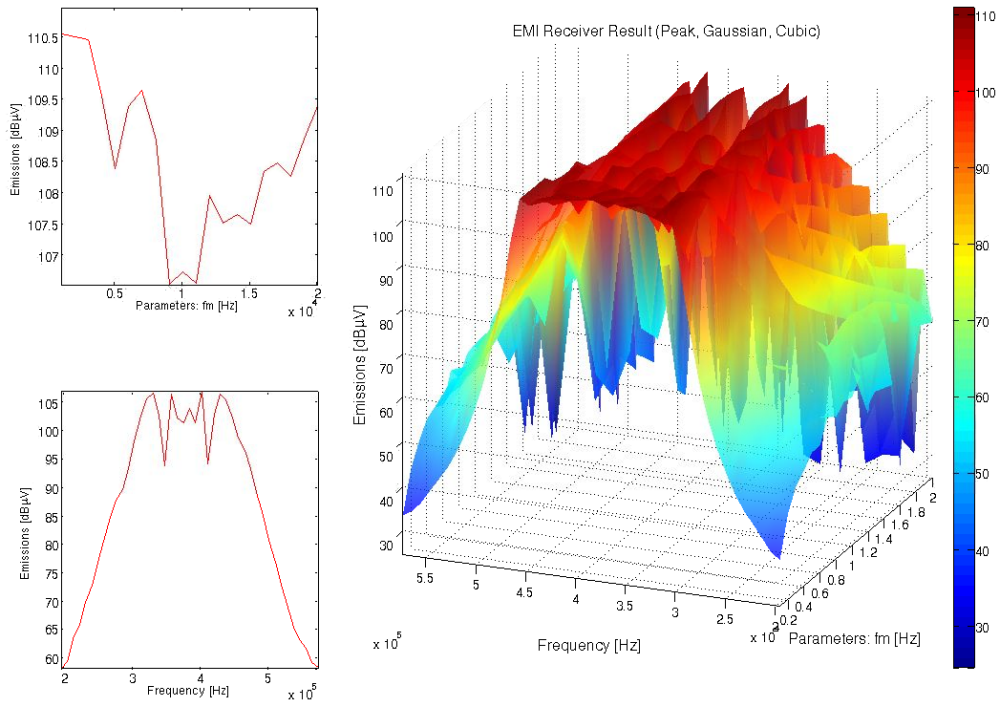 110.5
110
109.5
109
108.5
108
107.5
107
Emissions [dBµV]
0.5 1 1.5 2
Parameters: fm [Hz]
x 10^4
105
100
95
90
85
80
75
70
65
60
Emissions [dBµV]
2 3 4 5
Frequency [Hz]
x 10^5
EMI Receiver Result (Peak, Gaussian, Cubic)
110
100
90
80
70
60
50
40
30
Emissions [dBµV]
5.5 5 4.5 4 3.5 3 2.5 2
x 10^5
Frequency [Hz]
0.2 0.4 0.6 0.8 1 1.2 1.4 1.6 1.8 2
Parameters: fm [Hz]
110
100
90
80
70
60
50
40
30